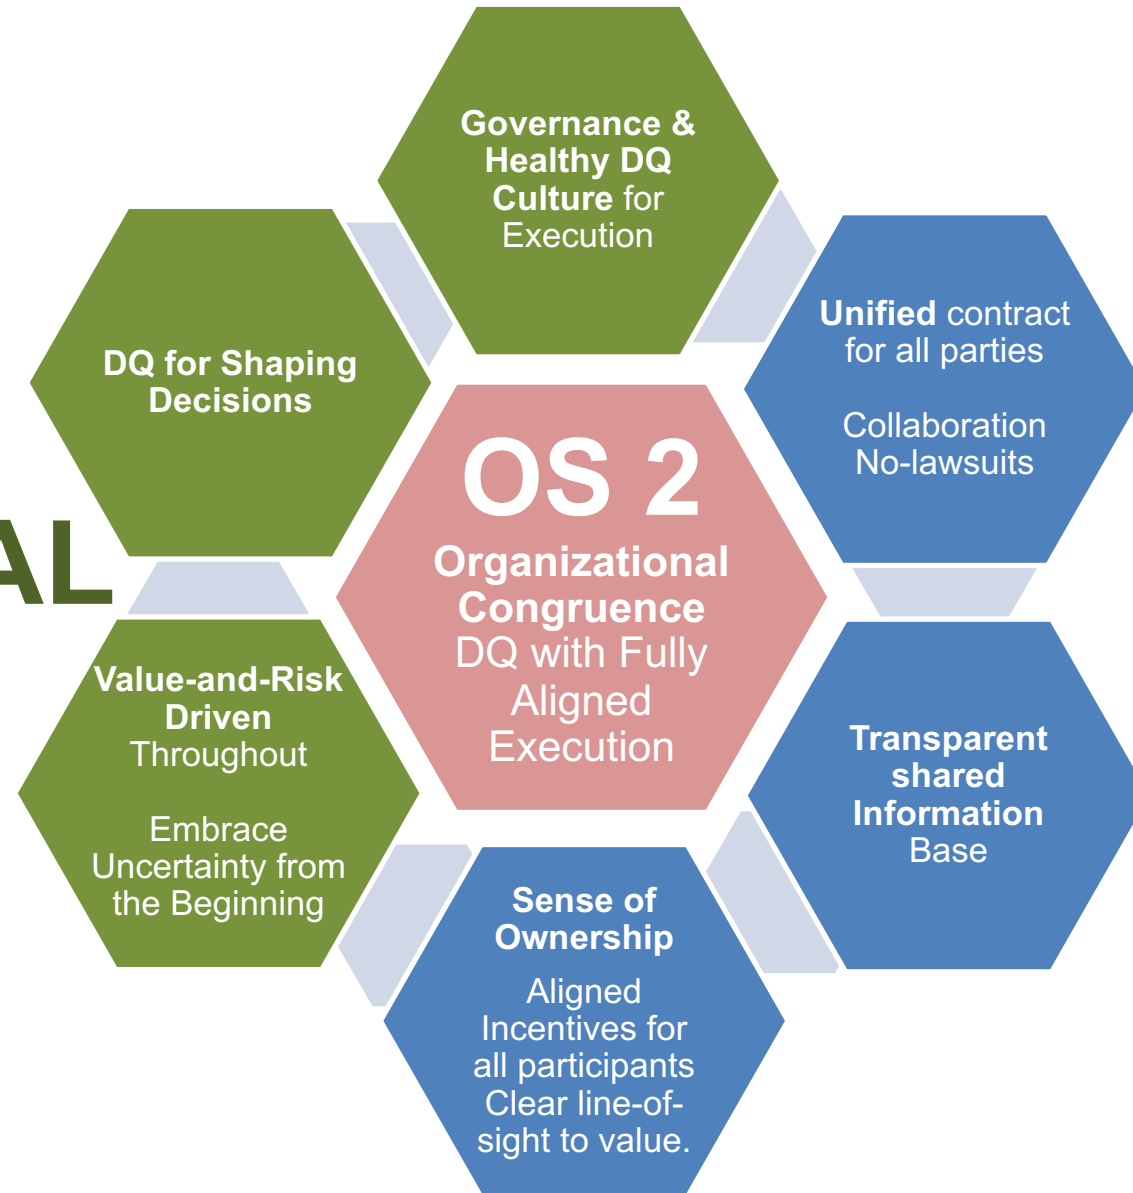 Governance &
Healthy DQ
Culture for
Execution
DQ for Shaping
Decisions
Unified contract
for all parties
Collaboration
No-lawsuits
OS 2
Organizational
Congruence
DQ with Fully
Aligned
Execution
AL
Value-and-Risk
Driven
Throughout
Embrace
Uncertainty from
the Beginning
Transparent
shared
Information
Base
Sense of
Ownership
Aligned
Incentives for
all participants
Clear line-of-
sight to value.